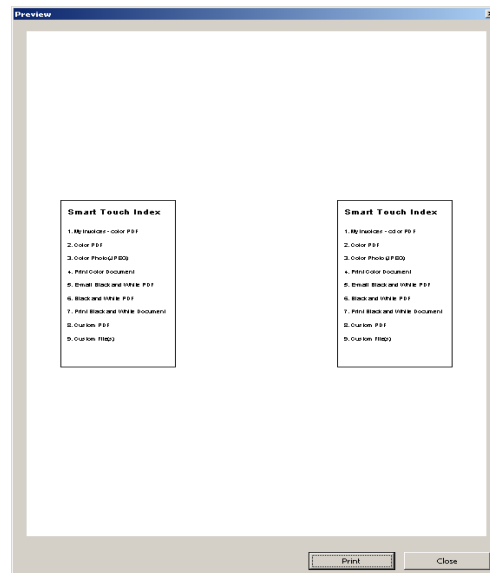 Preview
Smart Touch Index
1. My Invoices - color PDF
2. Color PDF
3. Color Photo(JPEG)
4. Print Color Document
5. E-mail Black and White PDF
6. Black and White PDF
7. Print Black and White Document
8. Custom PDF
9. Custom File(s)
Smart Touch Index
1. My Invoices - color PDF
2. Color PDF
3. Color Photo(JPEG)
4. Print Color Document
5. E-mail Black and White PDF
6. Black and White PDF
7. Print Black and White Document
8. Custom PDF
9. Custom File(s)
Print
Close